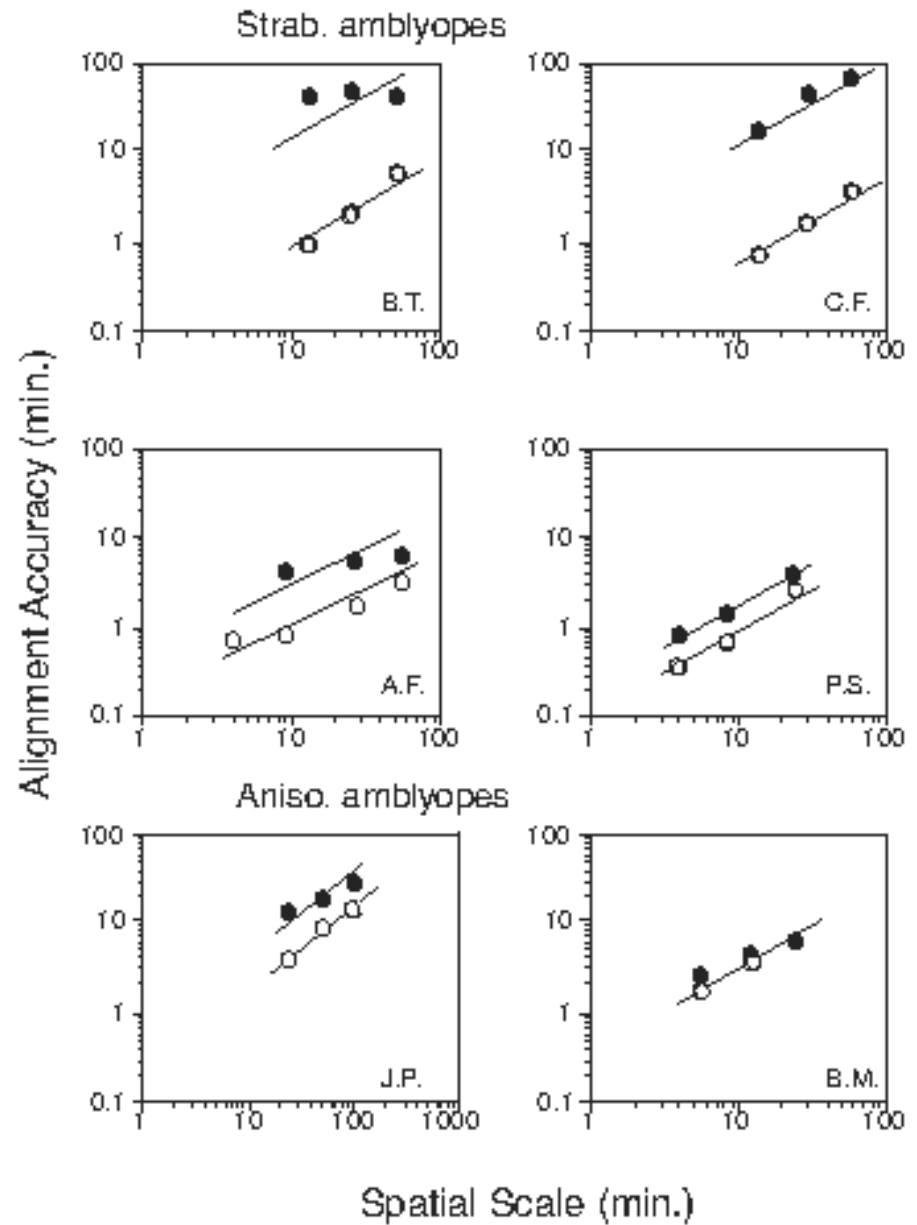 Strab. amblyopes
100
10
1
0.1
1 10 100
B.T.
100
10
1
0.1
1 10 100
C.F.
Alignment Accuracy (min.)
100
10
1
0.1
1 10 100
A.F.
100
10
1
0.1
1 10 100
P.S.
Aniso. amblyopes
100
10
1
0.1
1 10 100 1000
J.P.
100
10
1
0.1
1 10 100
B.M.
Spatial Scale (min.)